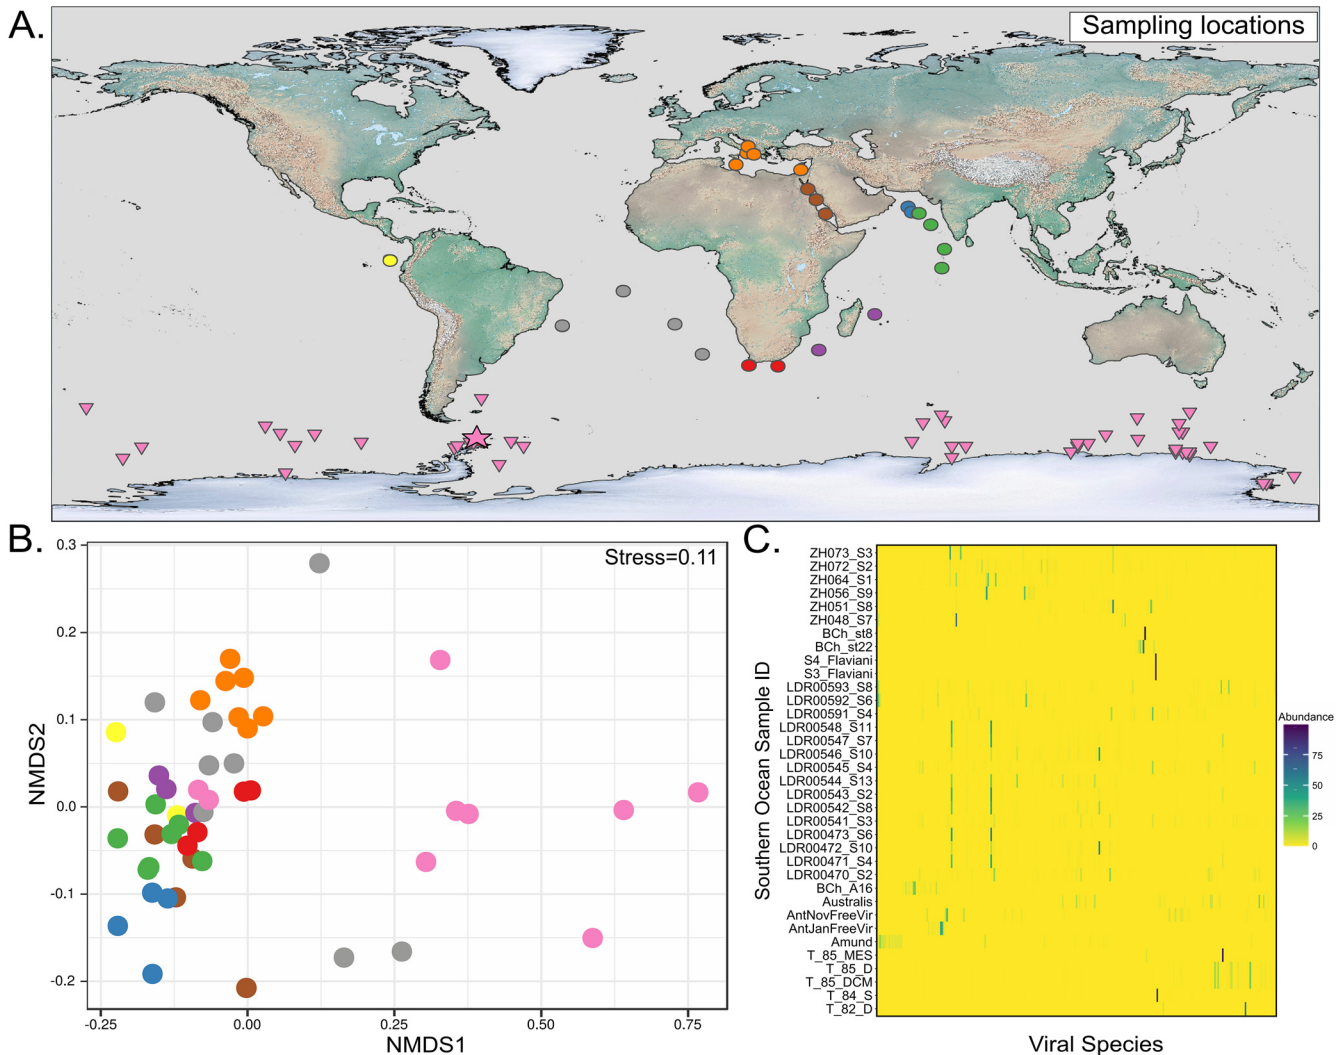 A.
Sampling locations
B.
Stress=0.11
0.3
0.2
0.1
0.0
-0.1
-0.2
NMDS2
-0.25
0.00
0.25
0.50
0.75
NMDS1
C.
Southern Ocean Sample ID
ZH073_S3
ZH072_S2
ZH064_S1
ZH056_S9
ZH051_S8
ZH048_S7
BCh_st8
BCh_st22
S4_Flaviani
S3_Flaviani
LDR00593_S8
LDR00592_S6
LDR00591_S4
LDR00548_S11
LDR00547_S7
LDR00546_S10
LDR00545_S4
LDR00544_S13
LDR00543_S2
LDR00542_S8
LDR00541_S3
LDR00473_S6
LDR00472_S10
LDR00471_S4
LDR00470_S2
BCh_A16
Australis
AntNovFreeVir
AntJanFreeVir
Amund
T_85_MES
T_85_D
T_85_DCM
T_84_S
T_82_D
Viral Species
Abundance
75
50
25
0